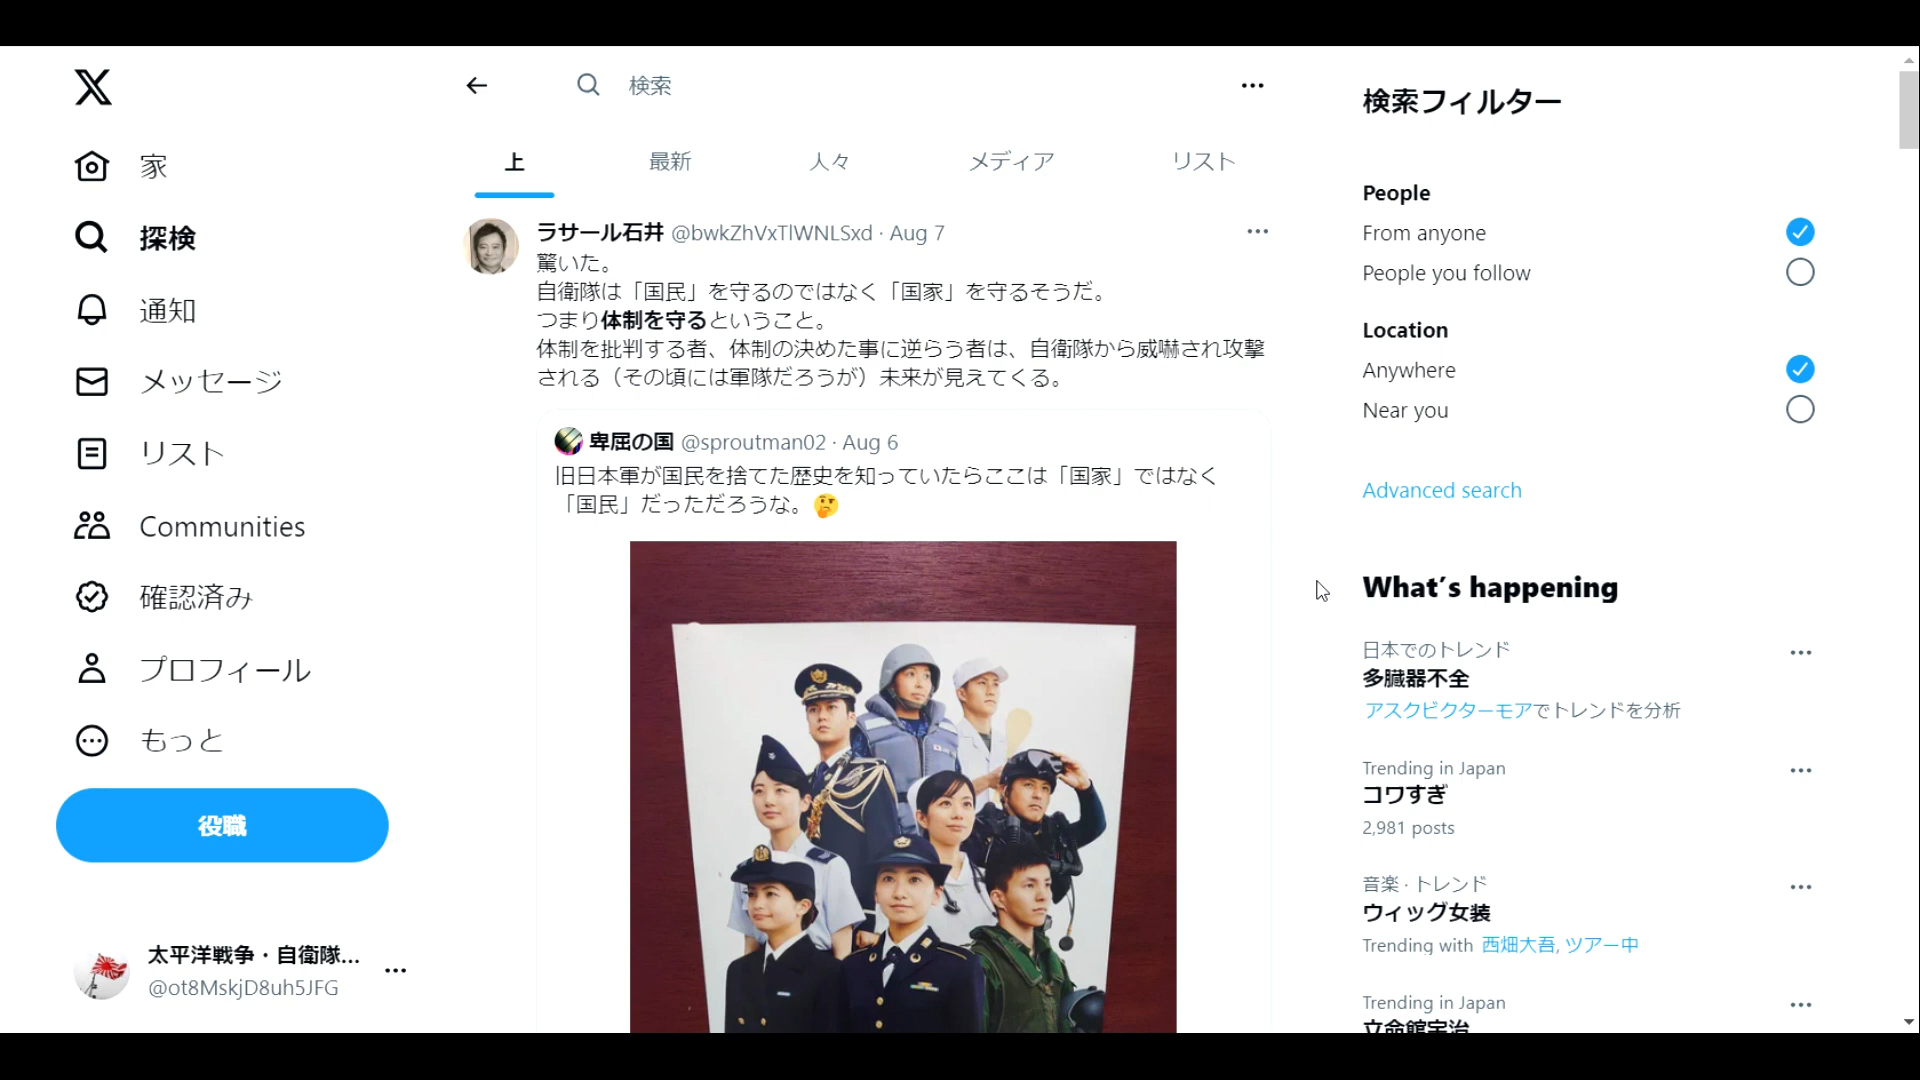 家
探検
通知
メッセージ
リスト
Communities
確認済み
プロフィール
もっと
役職
太平洋戦争・自衛隊...
@ot8MskjD8uh5JFG
検索
上
最新
人々
メディア
リスト
ラサール石井 @bwkZhVxTlWNLSxd · Aug 7
驚いた。
自衛隊は「国民」を守るのではなく「国家」を守るそうだ。
つまり体制を守るということ。
体制を批判する者、体制の決めた事に逆らう者は、自衛隊から威嚇され攻撃
される（その頃には軍隊だろうが）未来が見えてくる。
卑屈の国 @sproutman02 · Aug 6
旧日本軍が国民を捨てた歴史を知っていたらここは「国家」ではなく
「国民」だっただろうな。🤔
検索フィルター
People
From anyone
People you follow
Location
Anywhere
Near you
Advanced search
What's happening
日本でのトレンド
多臓器不全
アスクビクターモアでトレンドを分析
Trending in Japan
コワすぎ
2,981 posts
音楽 · トレンド
ウィッグ女装
Trending with 西畑大吾, ツアー中
Trending in Japan
立命館宇治